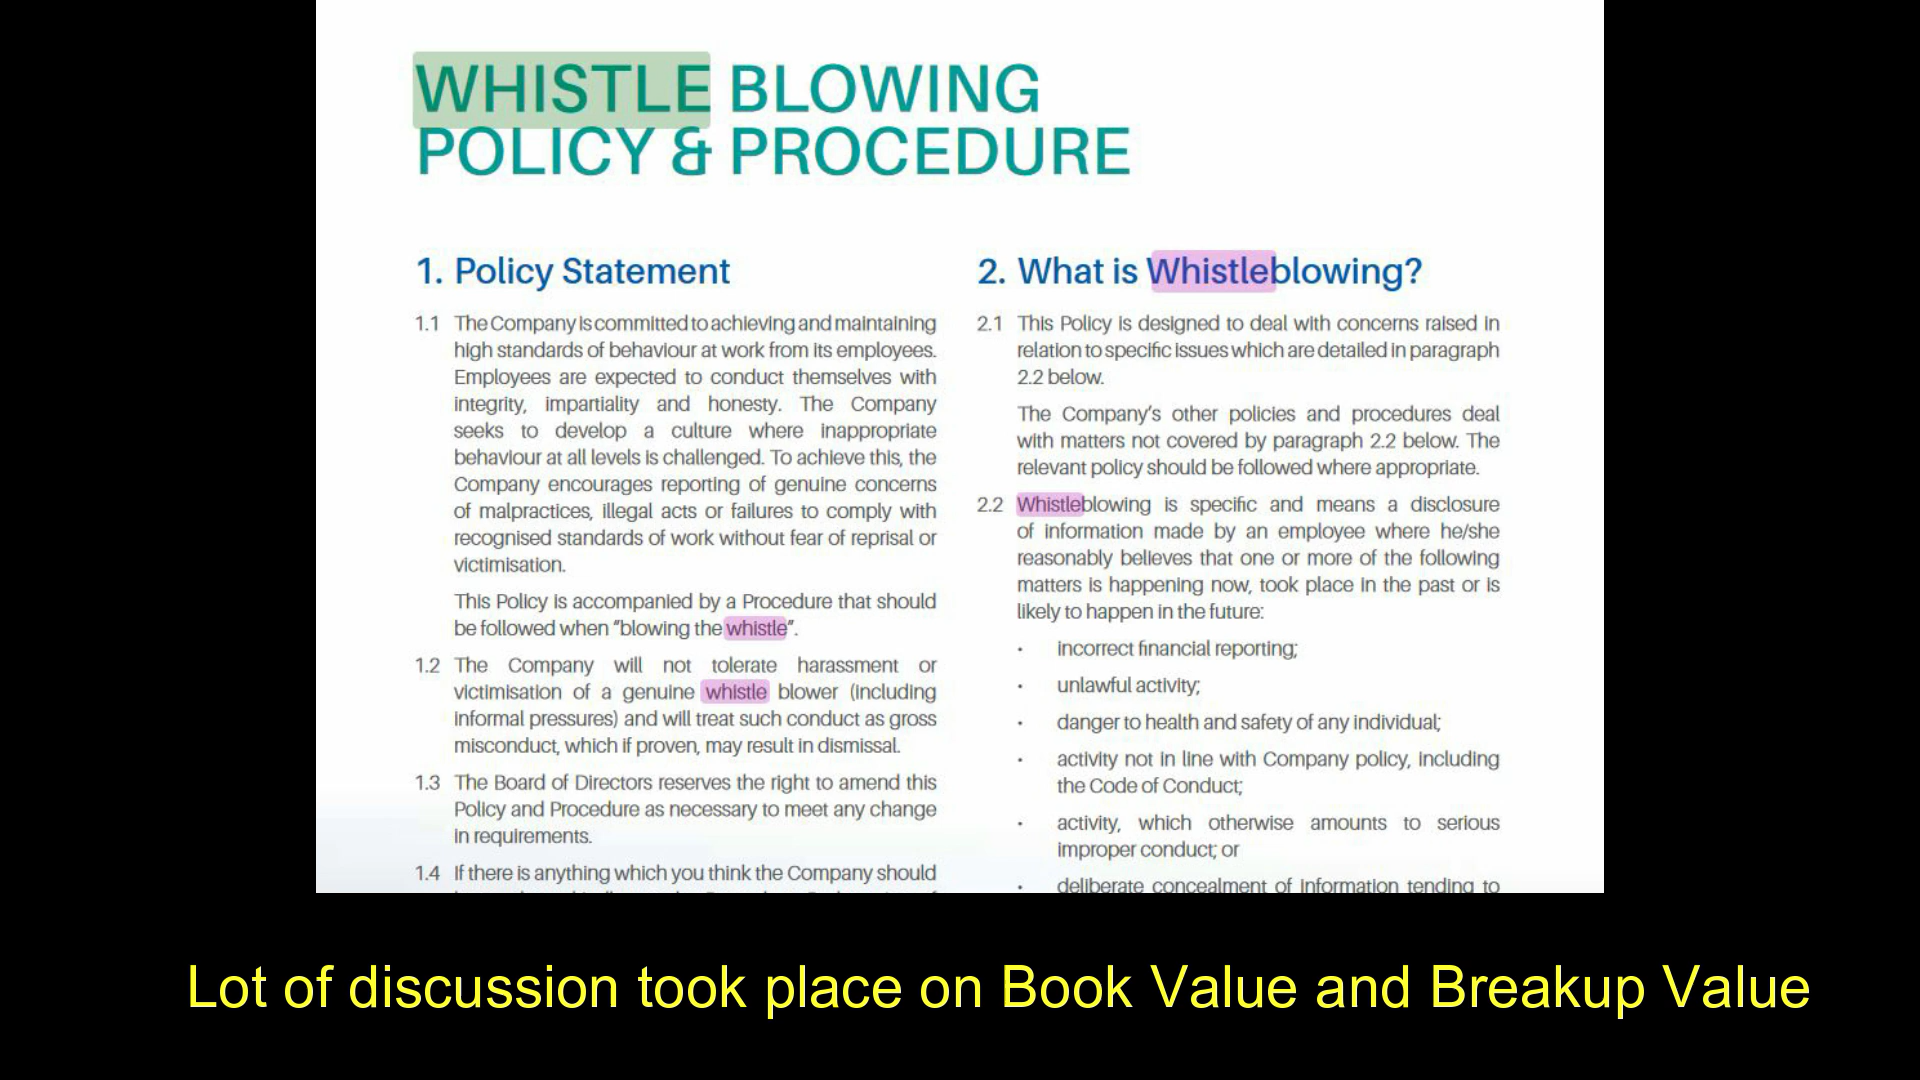 WHISTLE BLOWING
POLICY & PROCEDURE
1. Policy Statement
1.1 The Company is committed to achieving and maintaining
high standards of behaviour at work from its employees.
Employees are expected to conduct themselves with
integrity, impartiality and honesty. The Company
seeks to develop a culture where inappropriate
behaviour at all levels is challenged. To achieve this, the
Company encourages reporting of genuine concerns
of malpractices, illegal acts or failures to comply with
recognised standards of work without fear of reprisal or
victimisation.
This Policy is accompanied by a Procedure that should
be followed when "blowing the whistle".
1.2 The Company will not tolerate harassment or
victimisation of a genuine whistle blower (including
informal pressures) and will treat such conduct as gross
misconduct, which if proven, may result in dismissal.
1.3 The Board of Directors reserves the right to amend this
Policy and Procedure as necessary to meet any change
in requirements.
1.4 If there is anything which you think the Company should
2. What is Whistleblowing?
2.1 This Policy is designed to deal with concerns raised in
relation to specific issues which are detailed in paragraph
2.2 below.
The Company's other policies and procedures deal
with matters not covered by paragraph 2.2 below. The
relevant policy should be followed where appropriate.
2.2 Whistleblowing is specific and means a disclosure
of information made by an employee where he/she
reasonably believes that one or more of the following
matters is happening now, took place in the past or is
likely to happen in the future:
• incorrect financial reporting;
• unlawful activity;
• danger to health and safety of any individual;
• activity not in line with Company policy, including
the Code of Conduct;
• activity, which otherwise amounts to serious
improper conduct; or
• deliberate concealment of information tending to
Lot of discussion took place on Book Value and Breakup Value